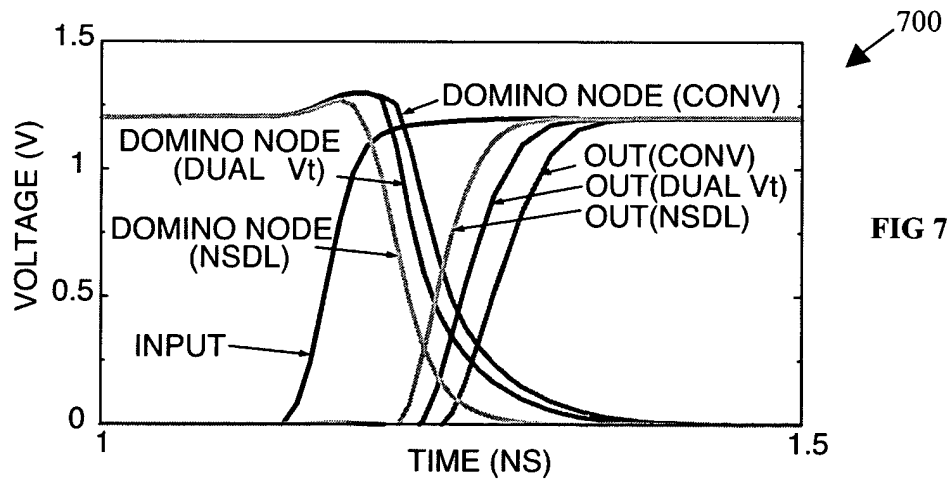 1.5
700
DOMINO NODE (CONV)
DOMINO NODE
(DUAL Vt)
OUT(CONV)
1
OUT(DUAL Vt)
DOMINO NODE
(NSDL)
OUT(NSDL)
FIG 7
VOLTAGE (V)
0.5
INPUT
0
1
1.5
TIME (NS)